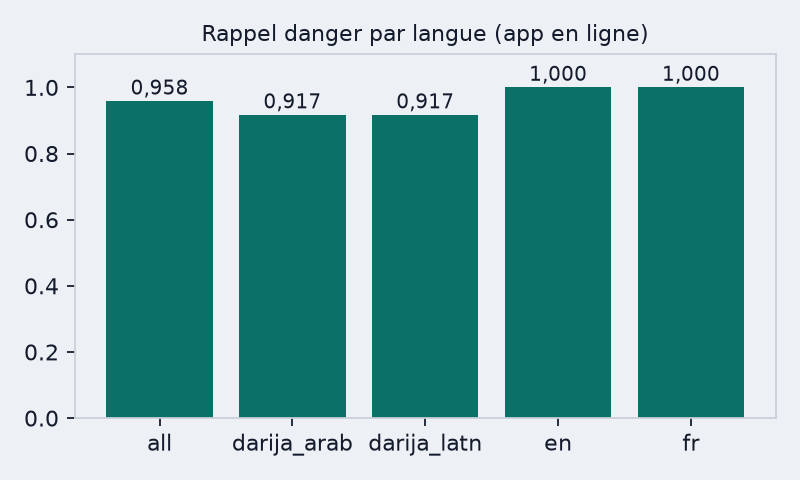 Rappel danger par langue (app en ligne)
1.0
0.8
0.6
0.4
0.2
0.0
0,958
0,917
0,917
1,000
1,000
all
darija_arab
darija_latn
en
fr